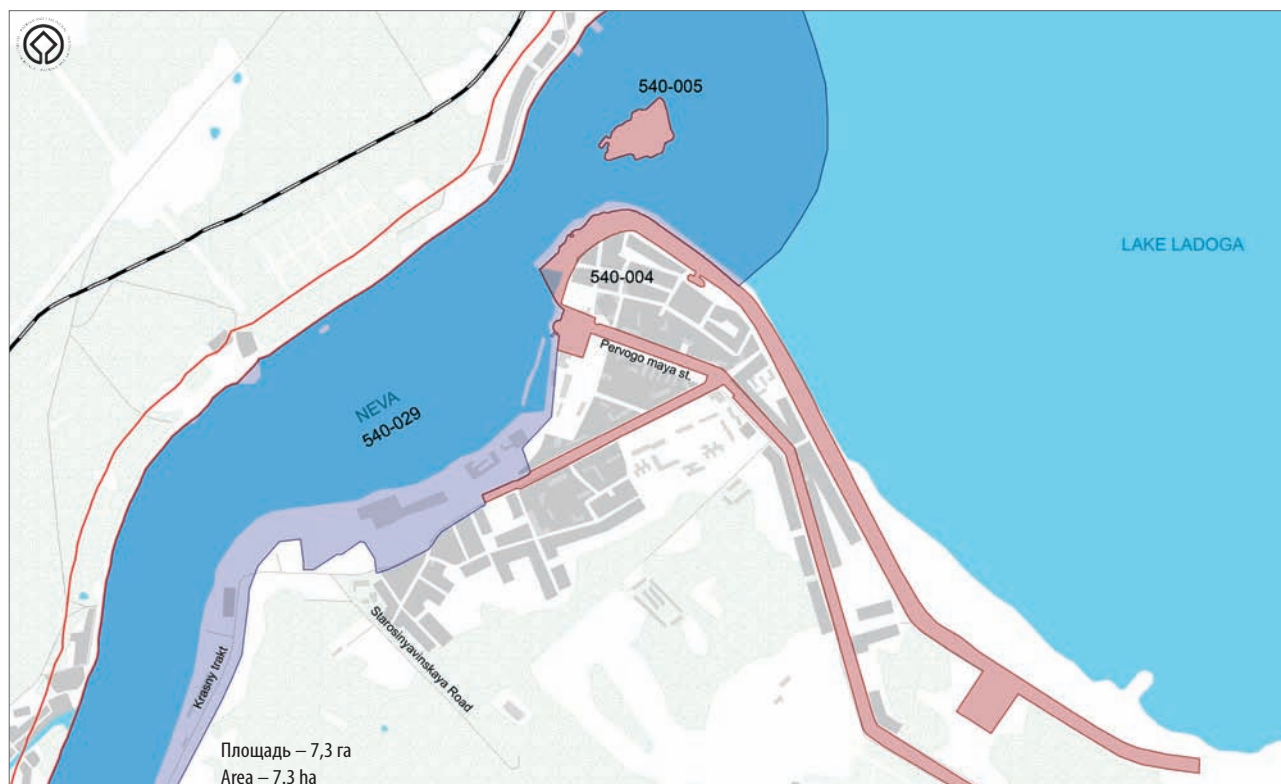 540-005
LAKE LADOGA
540-004
Pervogo maya st.
NEVA
540-029
Starosinyavinskaya Road
Krasny trakt
Площадь – 7,3 га
Area – 7.3 ha